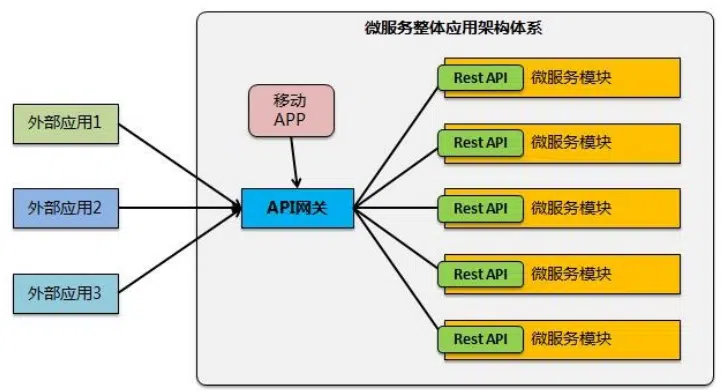 微服务整体应用架构体系
移动
APP
外部应用1
外部应用2
外部应用3
API网关
Rest API
微服务模块
Rest API
微服务模块
Rest API
微服务模块
Rest API
微服务模块
Rest API
微服务模块